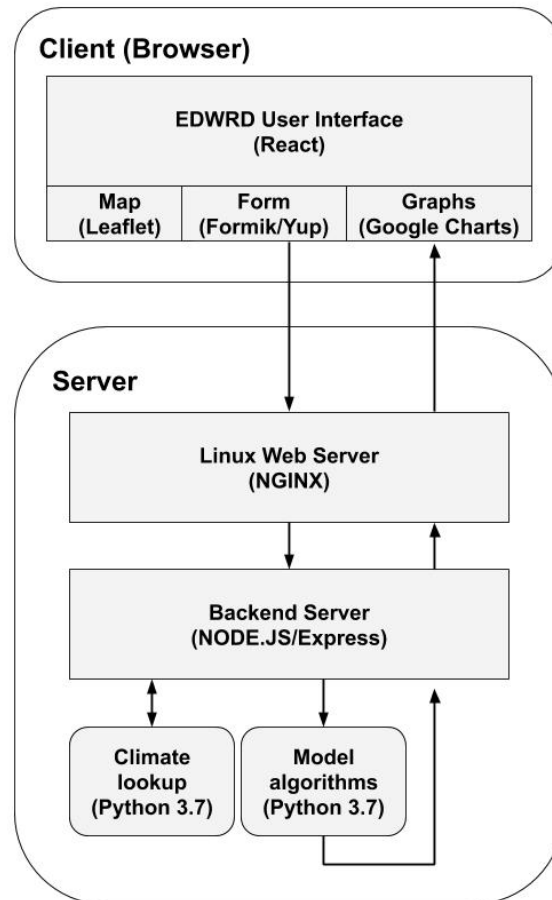 Client (Browser)
EDWRD User Interface
(React)
Map
(Leaflet)
Form
(Formik/Yup)
Graphs
(Google Charts)
Server
Linux Web Server
(NGINX)
Backend Server
(NODE.JS/Express)
Climate
lookup
(Python 3.7)
Model
algorithms
(Python 3.7)